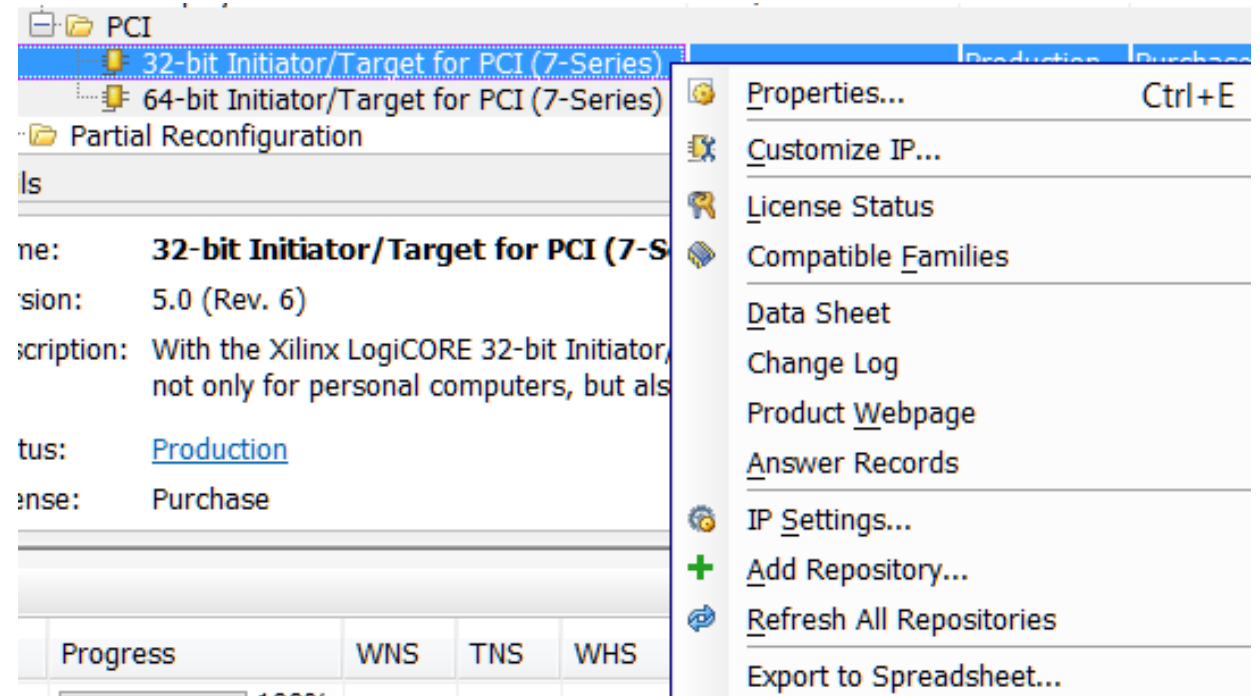 PCI
32-bit Initiator/Target for PCI (7-Series) Production Purchase
64-bit Initiator/Target for PCI (7-Series)
Partial Reconfiguration
ls
me: 32-bit Initiator/Targ​et for PCI (7-S
rsion: 5.0 (Rev. 6)
scription: With the Xilinx LogiCORE 32-bit Initiator/
not only for personal computers, but als
tus: Production
ense: Purchase
Progress WNS TNS WHS
100%
Properties... Ctrl+E
Customize IP...
License Status
Compatible Families
Data Sheet
Change Log
Product Webpage
Answer Records
IP Settings...
Add Repository...
Refresh All Repositories
Export to Spreadsheet...